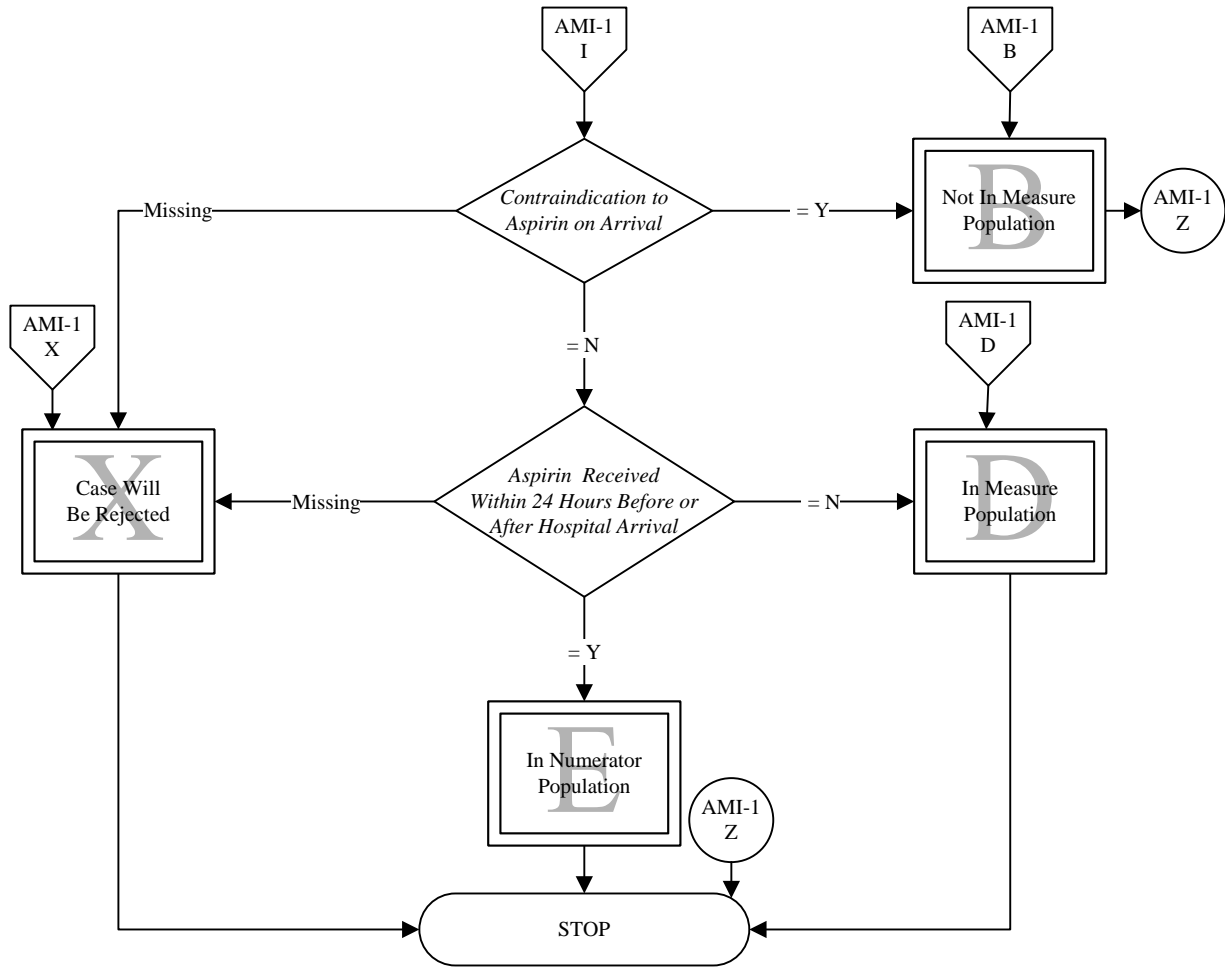 AMI-1
I
AMI-1
B
Contraindication to
Aspirin on Arrival
Missing
= Y
B
Not In Measure
Population
AMI-1
Z
= N
AMI-1
X
AMI-1
D
X
Case Will
Be Rejected
Missing
Aspirin Received
Within 24 Hours Before or
After Hospital Arrival
= N
D
In Measure
Population
= Y
E
In Numerator
Population
AMI-1
Z
STOP